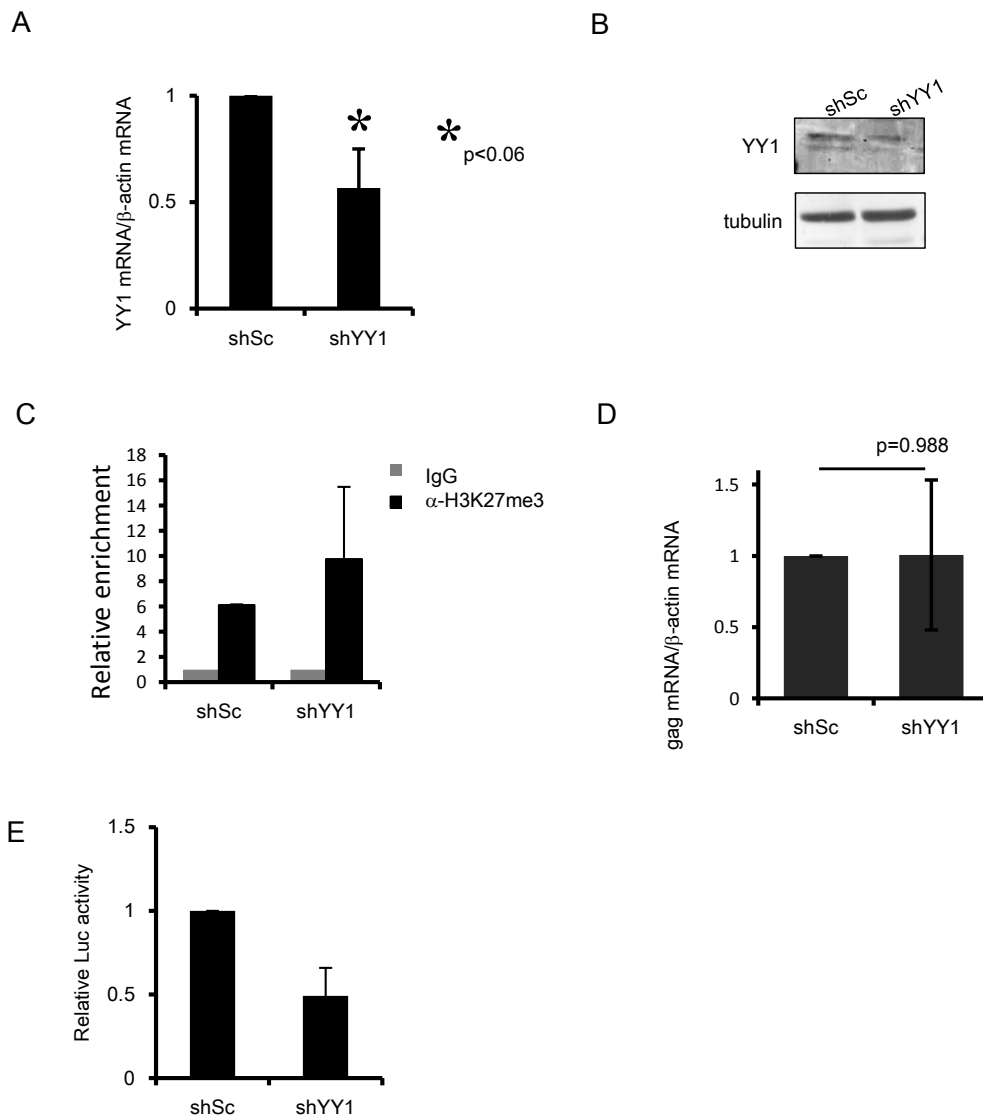 A
YY1 mRNA/β-actin mRNA
1
0.5
0
*
*
p<0.06
shSc
shYY1
B
shSc
shYY1
YY1
tubulin
C
Relative enrichment
18
16
14
12
10
8
6
4
2
0
IgG
α-H3K27me3
shSc
shYY1
D
p=0.988
gag mRNA/β-actin mRNA
1.5
1
0.5
0
shSc
shYY1
E
Relative Luc activity
1.5
1
0.5
0
shSc
shYY1